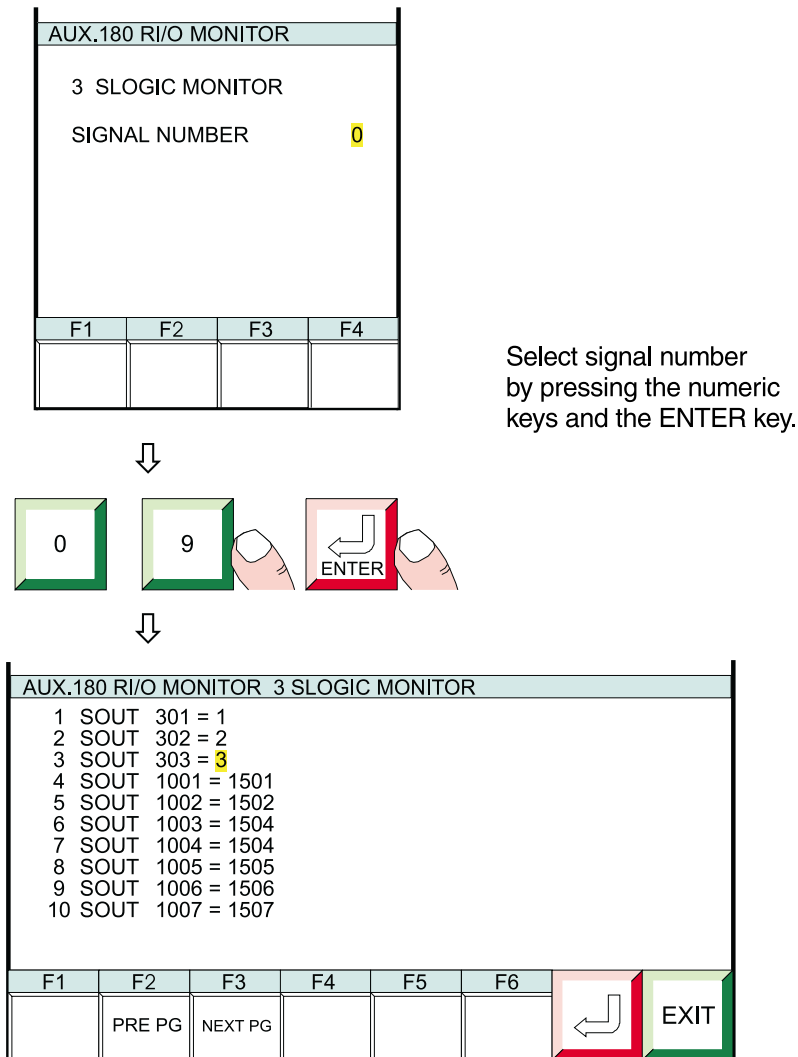 AUX.180 RI/O MONITOR
3 SLOGIC MONITOR
SIGNAL NUMBER 0
F1 F2 F3 F4
Select signal number
by pressing the numeric
keys and the ENTER key.
0 9 ENTER
AUX.180 RI/O MONITOR 3 SLOGIC MONITOR
1 SOUT 301 = 1
2 SOUT 302 = 2
3 SOUT 303 = 3
4 SOUT 1001 = 1501
5 SOUT 1002 = 1502
6 SOUT 1003 = 1504
7 SOUT 1004 = 1504
8 SOUT 1005 = 1505
9 SOUT 1006 = 1506
10 SOUT 1007 = 1507
F1 F2 F3 F4 F5 F6
PRE PG NEXT PG EXIT